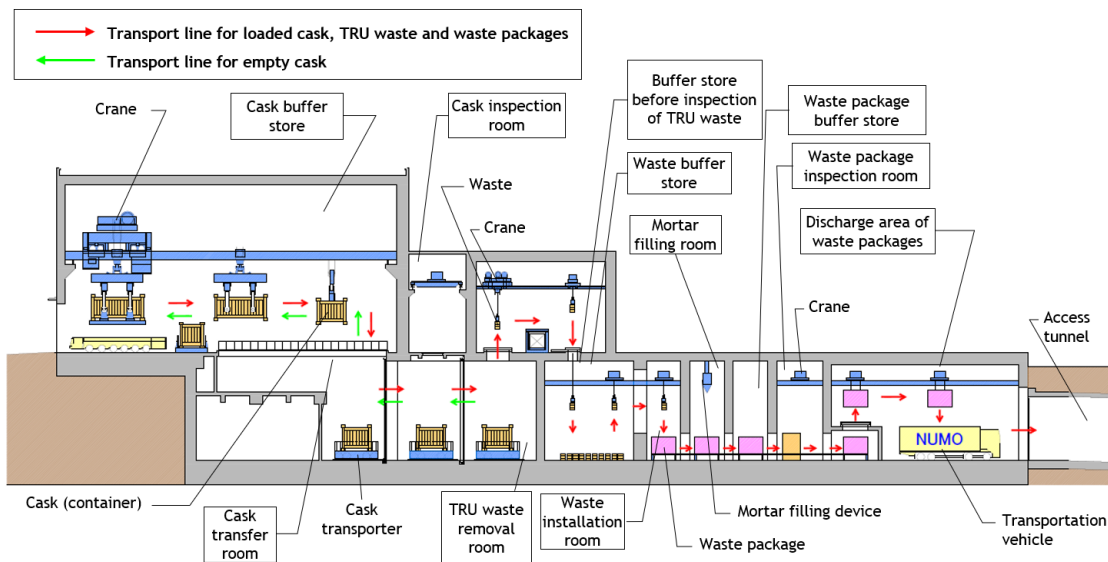 Transport line for loaded cask, TRU waste and waste packages
Transport line for empty cask
Crane
Cask buffer
store
Cask inspection
room
Buffer store
before inspection
of TRU waste
Waste package
buffer store
Waste
Waste buffer
store
Waste package
inspection room
Crane
Mortar
filling room
Discharge area of
waste packages
Crane
Access
tunnel
NUMO
Cask (container)
Cask
transfer
room
Cask
transporter
TRU waste
removal
room
Waste
installation
room
Waste package
Mortar filling device
Transportation
vehicle